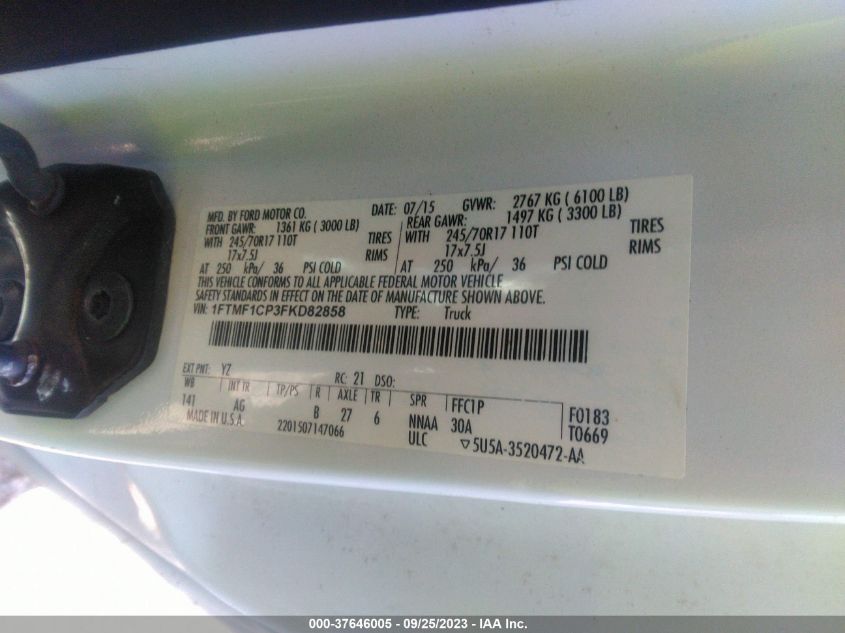 MFD. BY FORD MOTOR CO. DATE: 07/15 GVWR: 2767 KG ( 6100 LB)
FRONT GAWR: 1361 KG ( 3000 LB) REAR GAWR: 1497 KG ( 3300 LB)
WITH 245/70R17 110T TIRES WITH 245/70R17 110T TIRES
17x7.5J RIMS 17x7.5J RIMS
AT 250 kPa/ 36 PSI COLD AT 250 kPa/ 36 PSI COLD
THIS VEHICLE CONFORMS TO ALL APPLICABLE FEDERAL MOTOR VEHICLE
SAFETY STANDARDS IN EFFECT ON THE DATE OF MANUFACTURE SHOWN ABOVE.
VIN: 1FTMF1CP3FKD82858 TYPE: Truck
EXT PNT: YZ RC: 21 DSO:
WB INT TR TP/PS R AXLE TR SPR FFC1P F0183
141 AG B 27 6 NNAA 30A T0669
MADE IN U.S.A. 2201507147066 ULC ▽5U5A-3520472-AA
000-37646005 - 09/25/2023 - IAA Inc.